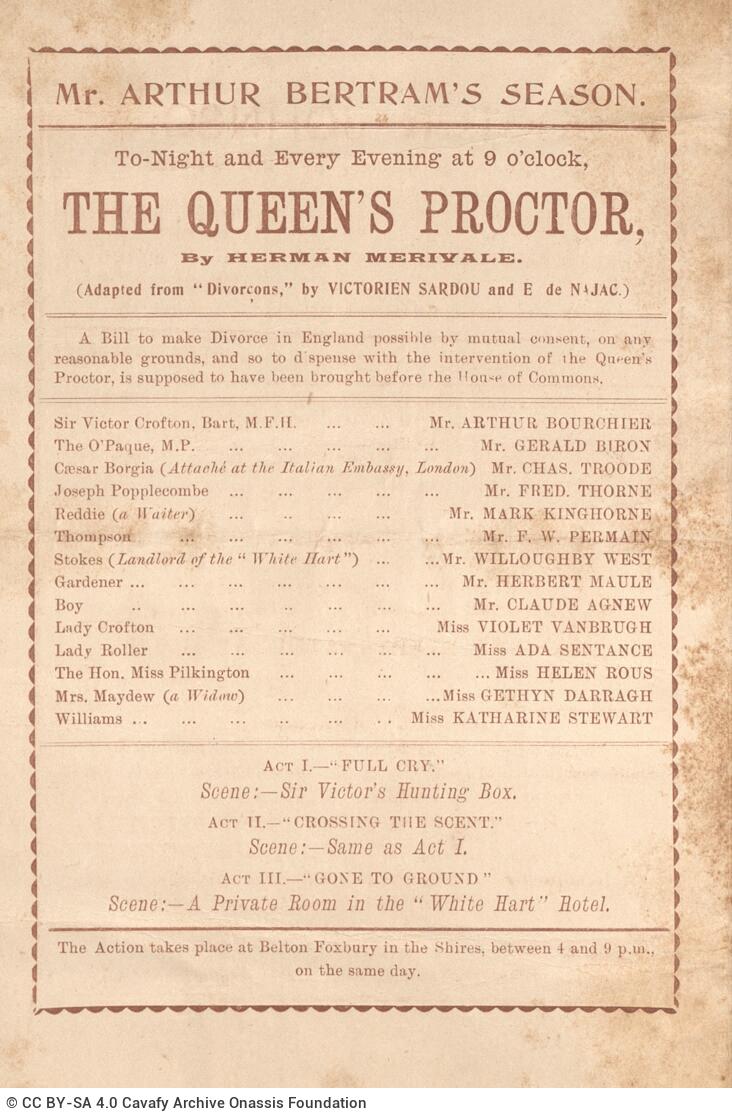 Mr. ARTHUR BERTRAM'S SEASON.
To-Night and Every Evening at 9 o'clock,
THE QUEEN'S PROCTOR,
By HERMAN MERIVALE.
(Adapted from "Divorcons," by VICTORIEN SARDOU and E de NAJAC.)
A Bill to make Divorce in England possible by mutual consent, on any
reasonable grounds, and so to dispense with the intervention of the Queen's
Proctor, is supposed to have been brought before the House of Commons.
Sir Victor Crofton, Bart, M.F.H. ... ... Mr. ARTHUR BOURCHIER
The O'Paque, M.P. ... ... ... ... ... Mr. GERALD BIRON
Cæsar Borgia (Attaché at the Italian Embassy, London) Mr. CHAS. TROODE
Joseph Popplecombe ... ... ... ... ... Mr. FRED. THORNE
Reddie (a Waiter) ... ... ... ... Mr. MARK KINGHORNE
Thompson ... ... ... ... ... ... Mr. F. W. PERMAIN
Stokes (Landlord of the "White Hart") ... ...Mr. WILLOUGHBY WEST
Gardener ... ... ... ... ... ... ... Mr. HERBERT MAULE
Boy .. ... ... .. ... ... ... Mr. CLAUDE AGNEW
Lady Crofton ... ... ... ... ... Miss VIOLET VANBRUGH
Lady Roller ... ... ... ... ... ... Miss ADA SENTANCE
The Hon. Miss Pilkington ... ... ... ... ...Miss HELEN ROUS
Mrs. Maydew (a Widow) ... ... ... ...Miss GETHYN DARRAGH
Williams .. ... ... .. ... .. Miss KATHARINE STEWART
ACT I.—"FULL CRY."
Scene:—Sir Victor's Hunting Box.
ACT II.—"CROSSING THE SCENT."
Scene:—Same as Act I.
ACT III.—"GONE TO GROUND"
Scene:—A Private Room in the "White Hart" Hotel.
The Action takes place at Belton Foxbury in the Shires, between 4 and 9 p.m.,
on the same day.
© CC BY-SA 4.0 Cavafy Archive Onassis Foundation